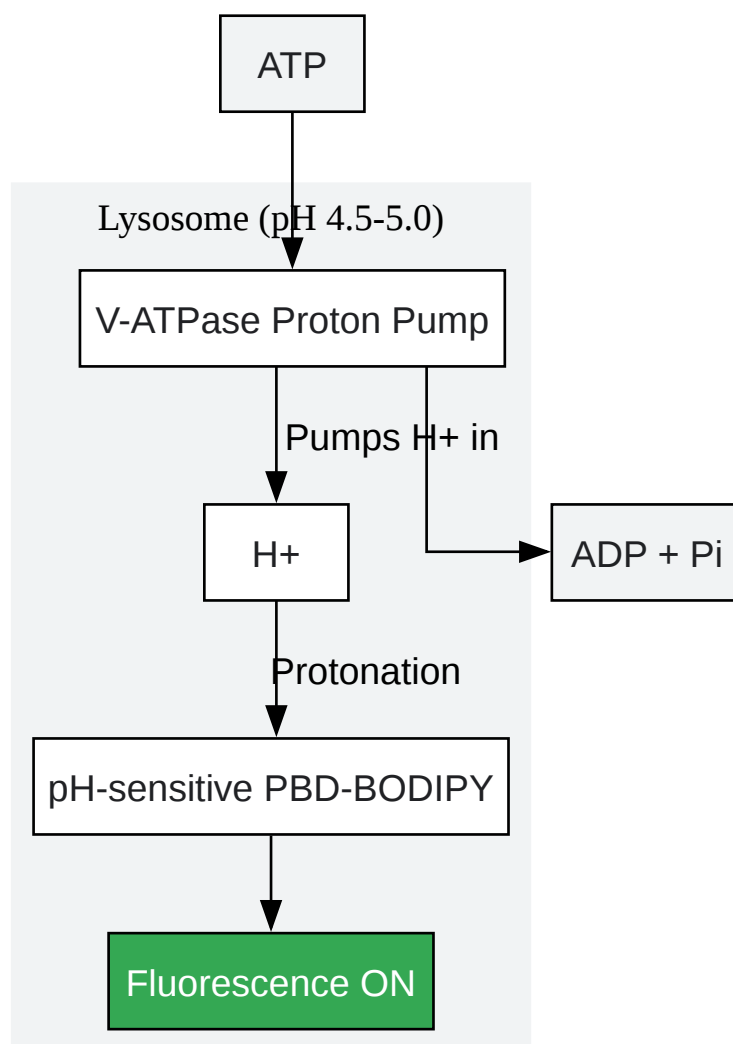 ATP
Lysosome (pH 4.5-5.0)
V-ATPase Proton Pump
Pumps H+ in
H+
ADP + Pi
Protonation
pH-sensitive PBD-BODIPY
Fluorescence ON